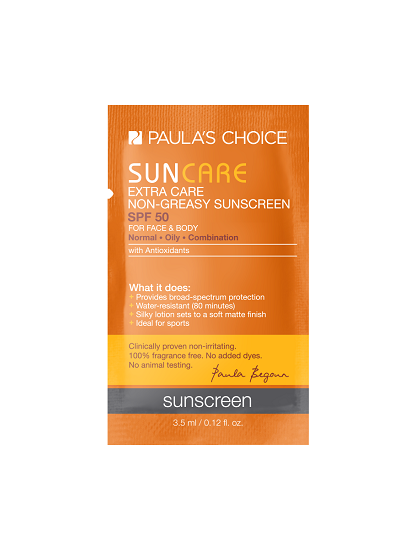 PAULA'S CHOICE
SUNCARE
EXTRA CARE
NON-GREASY SUNSCREEN
SPF 50
FOR FACE & BODY
Normal • Oily • Combination
with Antioxidants
What it does:
+ Provides broad-spectrum protection
+ Water-resistant (80 minutes)
+ Silky lotion sets to a soft matte finish
+ Ideal for sports
Clinically proven non-irritating.
100% fragrance free. No added dyes.
No animal testing.
Paula Begoun
sunscreen
3.5 ml / 0.12 fl. oz.